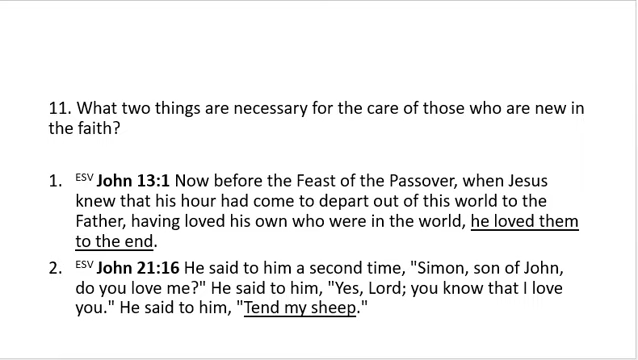 11. What two things are necessary for the care of those who are new in
the faith?
1. ESV John 13:1 Now before the Feast of the Passover, when Jesus
knew that his hour had come to depart out of this world to the
Father, having loved his own who were in the world, he loved them
to the end.
2. ESV John 21:16 He said to him a second time, "Simon, son of John,
do you love me?" He said to him, "Yes, Lord; you know that I love
you." He said to him, "Tend my sheep."